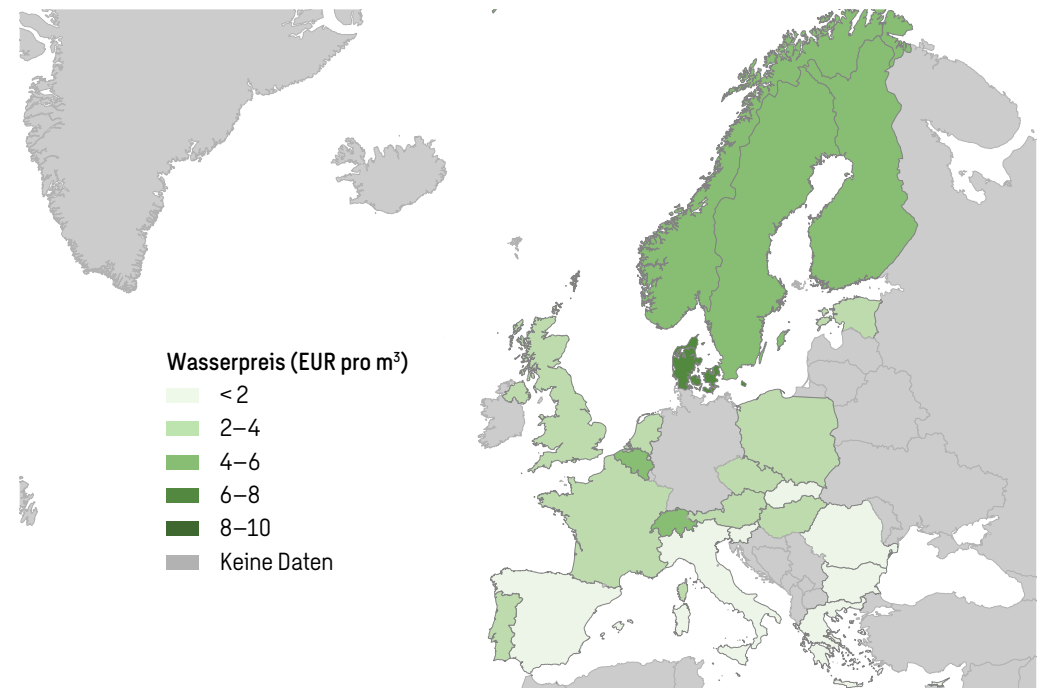 Wasserpreis (EUR pro m³)
< 2
2–4
4–6
6–8
8–10
Keine Daten